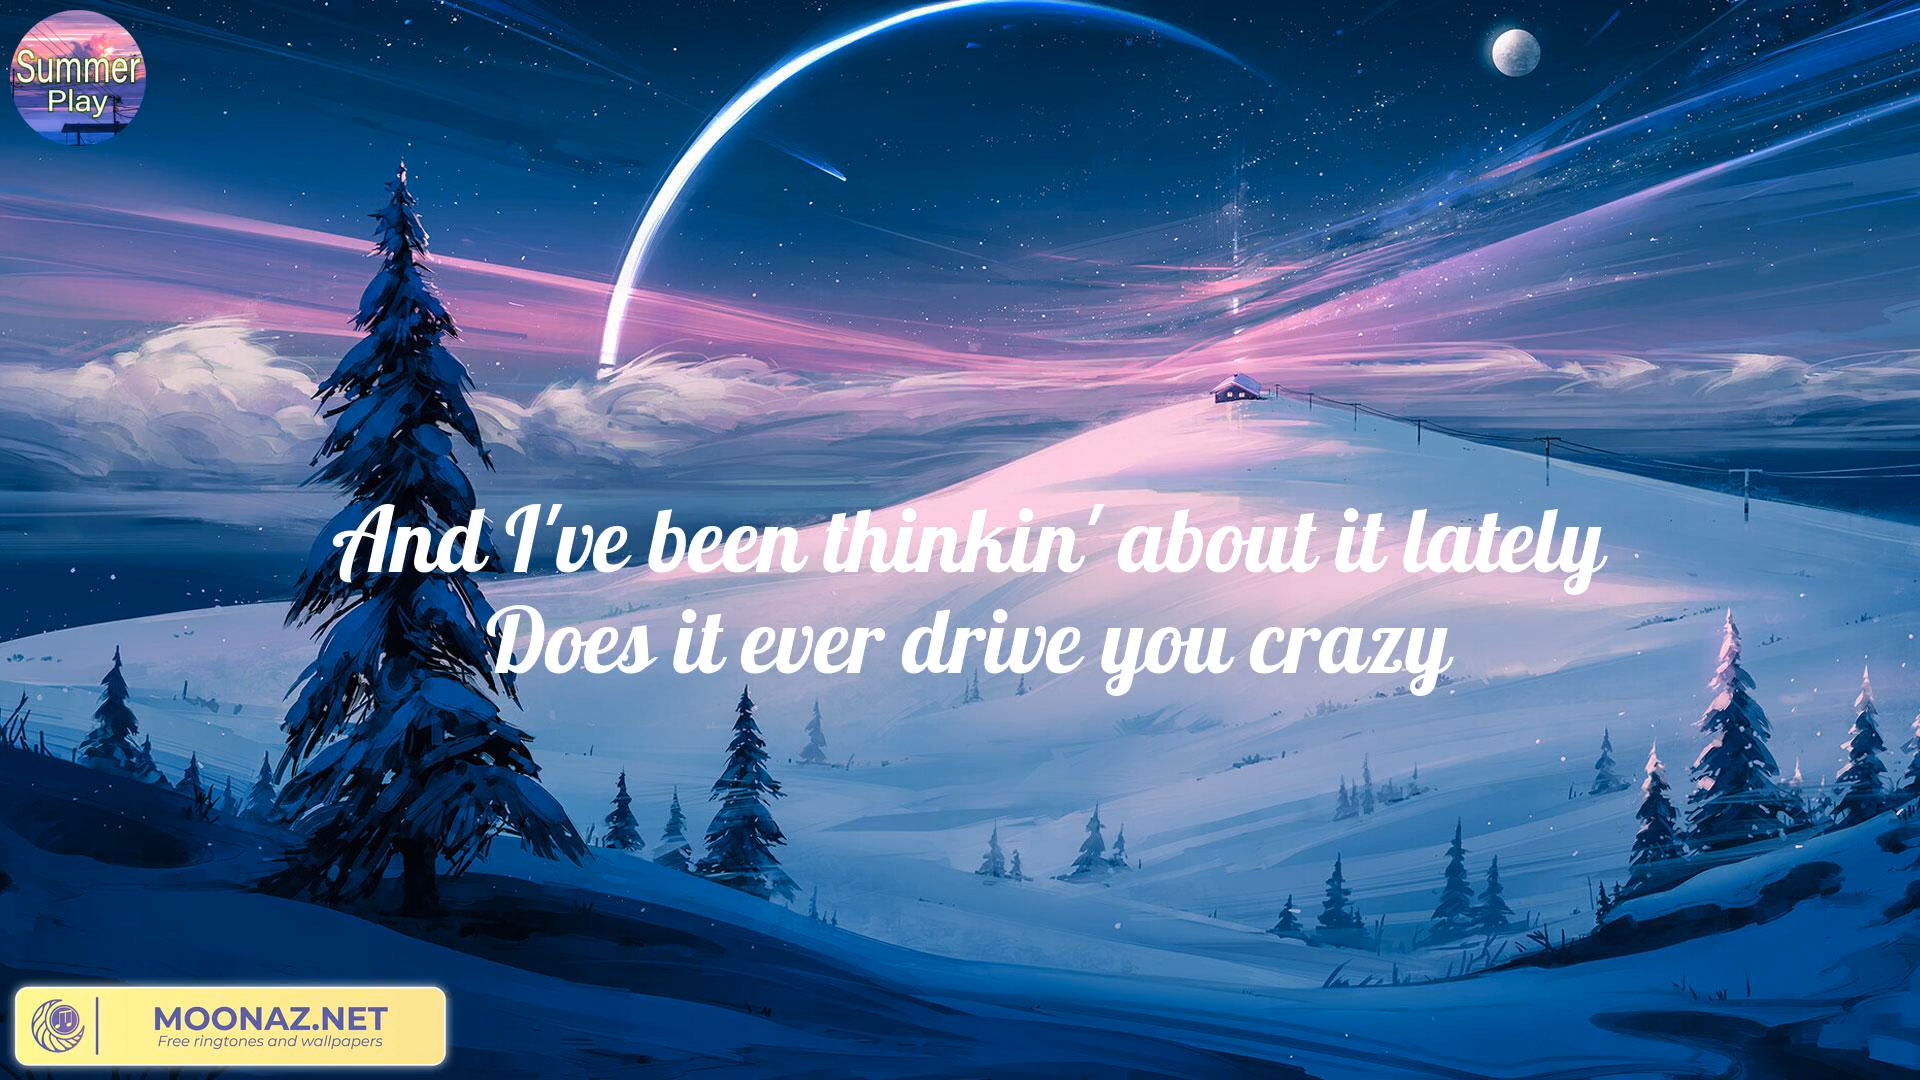 Summer
Play
And I've been thinkin' about it lately
Does it ever drive you crazy
MOONAZ.NET
Free ringtones and wallpapers